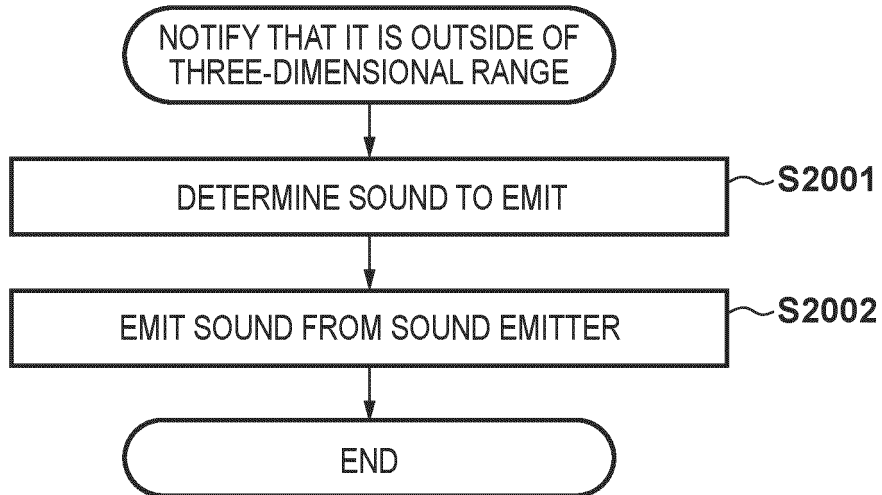 NOTIFY THAT IT IS OUTSIDE OF
THREE-DIMENSIONAL RANGE
DETERMINE SOUND TO EMIT
S2001
EMIT SOUND FROM SOUND EMITTER
S2002
END